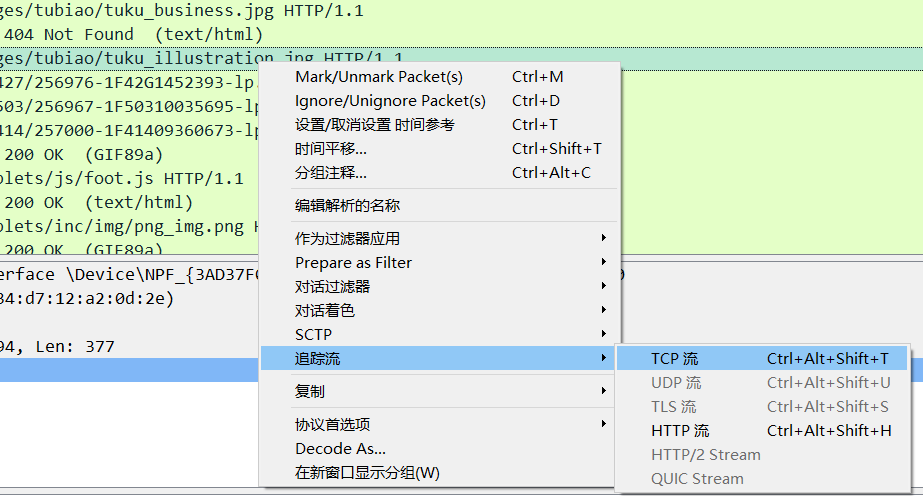 ges/tubiao/tuku_business.jpg HTTP/1.1
404 Not Found (text/html)
ges/tubiao/tuku_illustration.jpg HTTP/1.1
427/256976-1F42G1452393-lp.
503/256967-1F50310035695-lp
414/257000-1F41409360673-lp
200 OK (GIF89a)
plets/js/foot.js HTTP/1.1
200 OK (text/html)
plets/inc/img/png_img.png H
200 OK (GIF89a)
erface \Device\NPF_{3AD37F
34:d7:12:a2:0d:2e)
94, Len: 377
Mark/Unmark Packet(s) Ctrl+M
Ignore/Unignore Packet(s) Ctrl+D
设置/取消设置 时间参考 Ctrl+T
时间平移... Ctrl+Shift+T
分组注释... Ctrl+Alt+C
编辑解析的名称
作为过滤器应用
Prepare as Filter
对话过滤器
对话着色
SCTP
追踪流
复制
协议首选项
Decode As...
在新窗口显示分组(W)
TCP 流 Ctrl+Alt+Shift+T
UDP 流 Ctrl+Alt+Shift+U
TLS 流 Ctrl+Alt+Shift+S
HTTP 流 Ctrl+Alt+Shift+H
HTTP/2 Stream
QUIC Stream